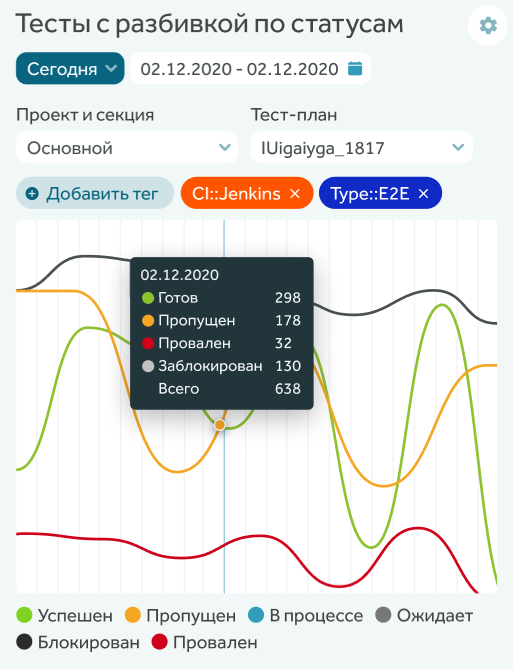 Тесты с разбивкой по статусам
Сегодня 02.12.2020 - 02.12.2020
Проект и секция Тест-план
Основной IUigaiyga_1817
Добавить тег CI::Jenkins × Type::E2E ×
02.12.2020
Готов 298
Пропущен 178
Провален 32
Заблокирован 130
Всего 638
Успешен Пропущен В процессе Ожидает
Блокирован Провален